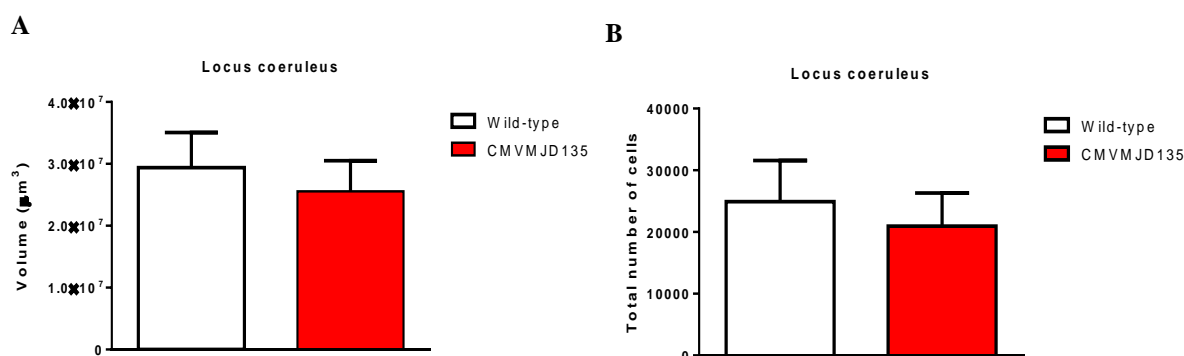 A
Locus coeruleus
Volume (μm³)
4.0×10⁷
3.0×10⁷
2.0×10⁷
1.0×10⁷
0
Wild-type
CMVMJD135
B
Locus coeruleus
Total number of cells
40000
30000
20000
10000
0
Wild-type
CMVMJD135